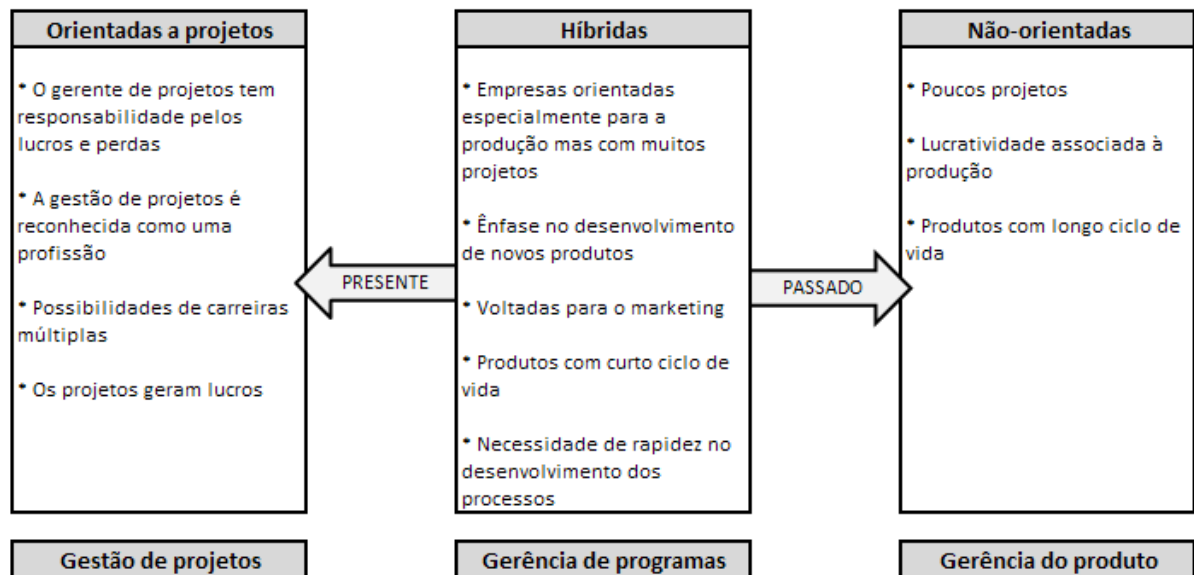 Orientadas a projetos
* O gerente de projetos tem
responsabilidade pelos
lucros e perdas
* A gestão de projetos é
reconhecida como uma
profissão
* Possibilidades de carreiras
múltiplas
* Os projetos geram lucros
PRESENTE
Híbridas
* Empresas orientadas
especialmente para a
produção mas com muitos
projetos
* Ênfase no desenvolvimento
de novos produtos
* Voltadas para o marketing
* Produtos com curto ciclo de
vida
* Necessidade de rapidez no
desenvolvimento dos
processos
PASSADO
Não-orientadas
* Poucos projetos
* Lucratividade associada à
produção
* Produtos com longo ciclo de
vida
Gestão de projetos
Gerência de programas
Gerência do produto